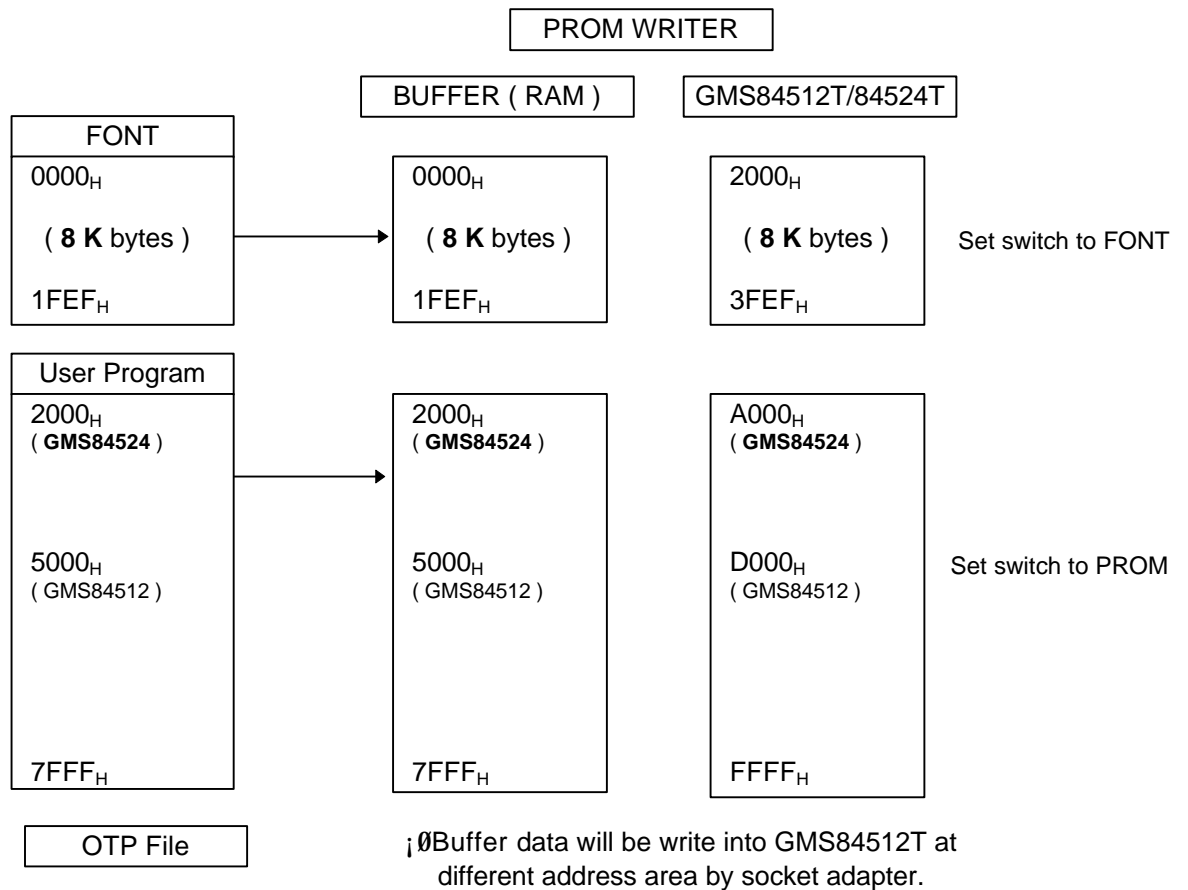 PROM WRITER
BUFFER ( RAM )
GMS84512T/84524T
FONT
0000H
( 8 K bytes )
1FEFH
0000H
( 8 K bytes )
1FEFH
2000H
( 8 K bytes )
3FEFH
Set switch to FONT
User Program
2000H
( GMS84524 )
5000H
( GMS84512 )
7FFFH
2000H
( GMS84524 )
5000H
( GMS84512 )
7FFFH
A000H
( GMS84524 )
D000H
( GMS84512 )
FFFFH
Set switch to PROM
OTP File
¡ØBuffer data will be write into GMS84512T at
different address area by socket adapter.